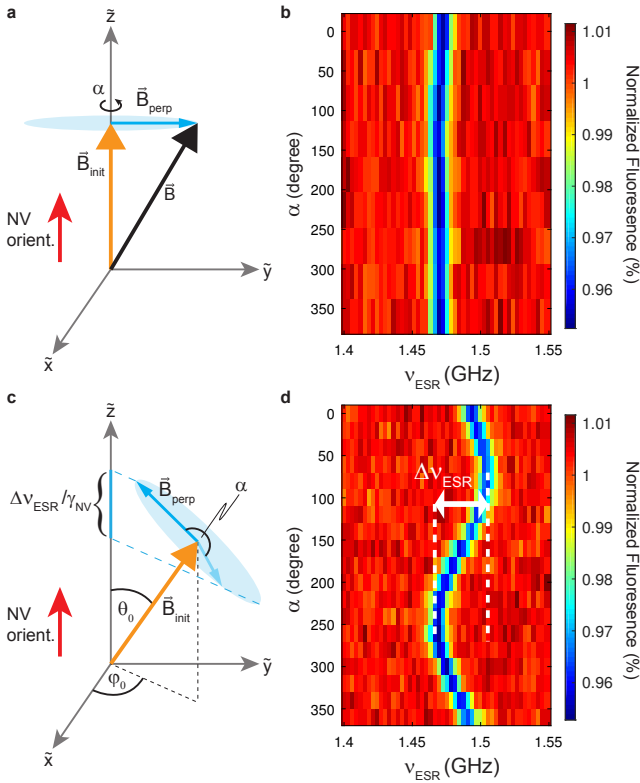 a
z̃
α
B⃗perp
B⃗init
B⃗
NV
orient.
ỹ
x̃
b
0
50
100
150
200
250
300
350
α (degree)
1.4
1.45
1.5
1.55
νESR (GHz)
1.01
1
0.99
0.98
0.97
0.96
Normalized Fluoresence (%)
c
z̃
ΔνESR/γNV
B⃗perp
α
θ0
B⃗init
NV
orient.
φ0
ỹ
x̃
d
0
50
100
150
200
250
300
350
α (degree)
ΔνESR
1.4
1.45
1.5
1.55
νESR (GHz)
1.01
1
0.99
0.98
0.97
0.96
Normalized Fluoresence (%)